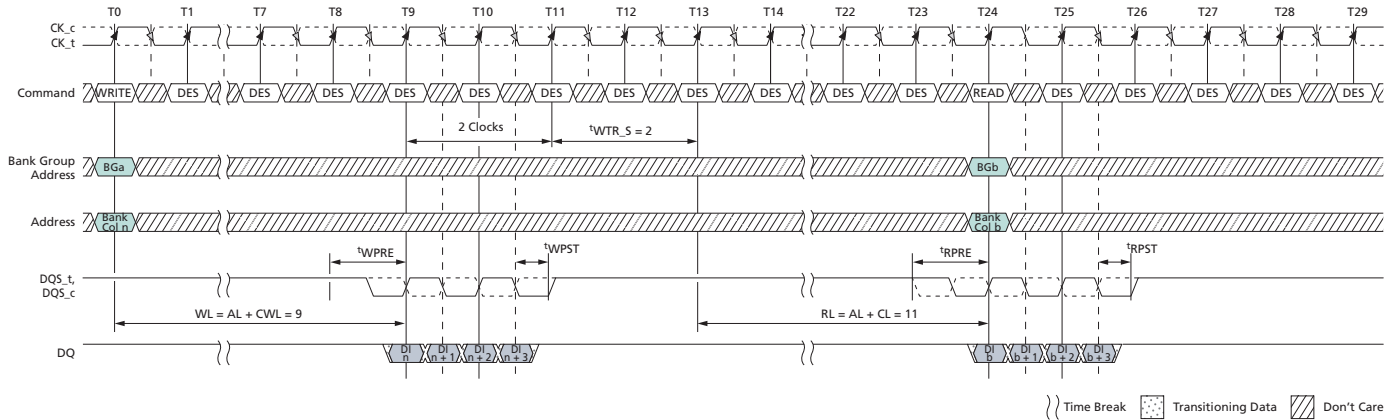 T0 T1 T7 T8 T9 T10 T11 T12 T13 T14 T22 T23 T24 T25 T26 T27 T28 T29
CK_c
CK_t
Command WRITE DES DES DES DES DES DES DES DES DES DES DES READ DES DES DES DES DES
2 Clocks tWTR_S = 2
Bank Group
Address
BGa BGb
Address
Bank
Col n
Bank
Col b
tWPRE tWPST tRPRE tRPST
DQS_t,
DQS_c
WL = AL + CWL = 9 RL = AL + CL = 11
DQ
DI
n
DI
n + 1
DI
n + 2
DI
n + 3
DI
b
DI
b + 1
DI
b + 2
DI
b + 3
Time Break Transitioning Data Don't Care